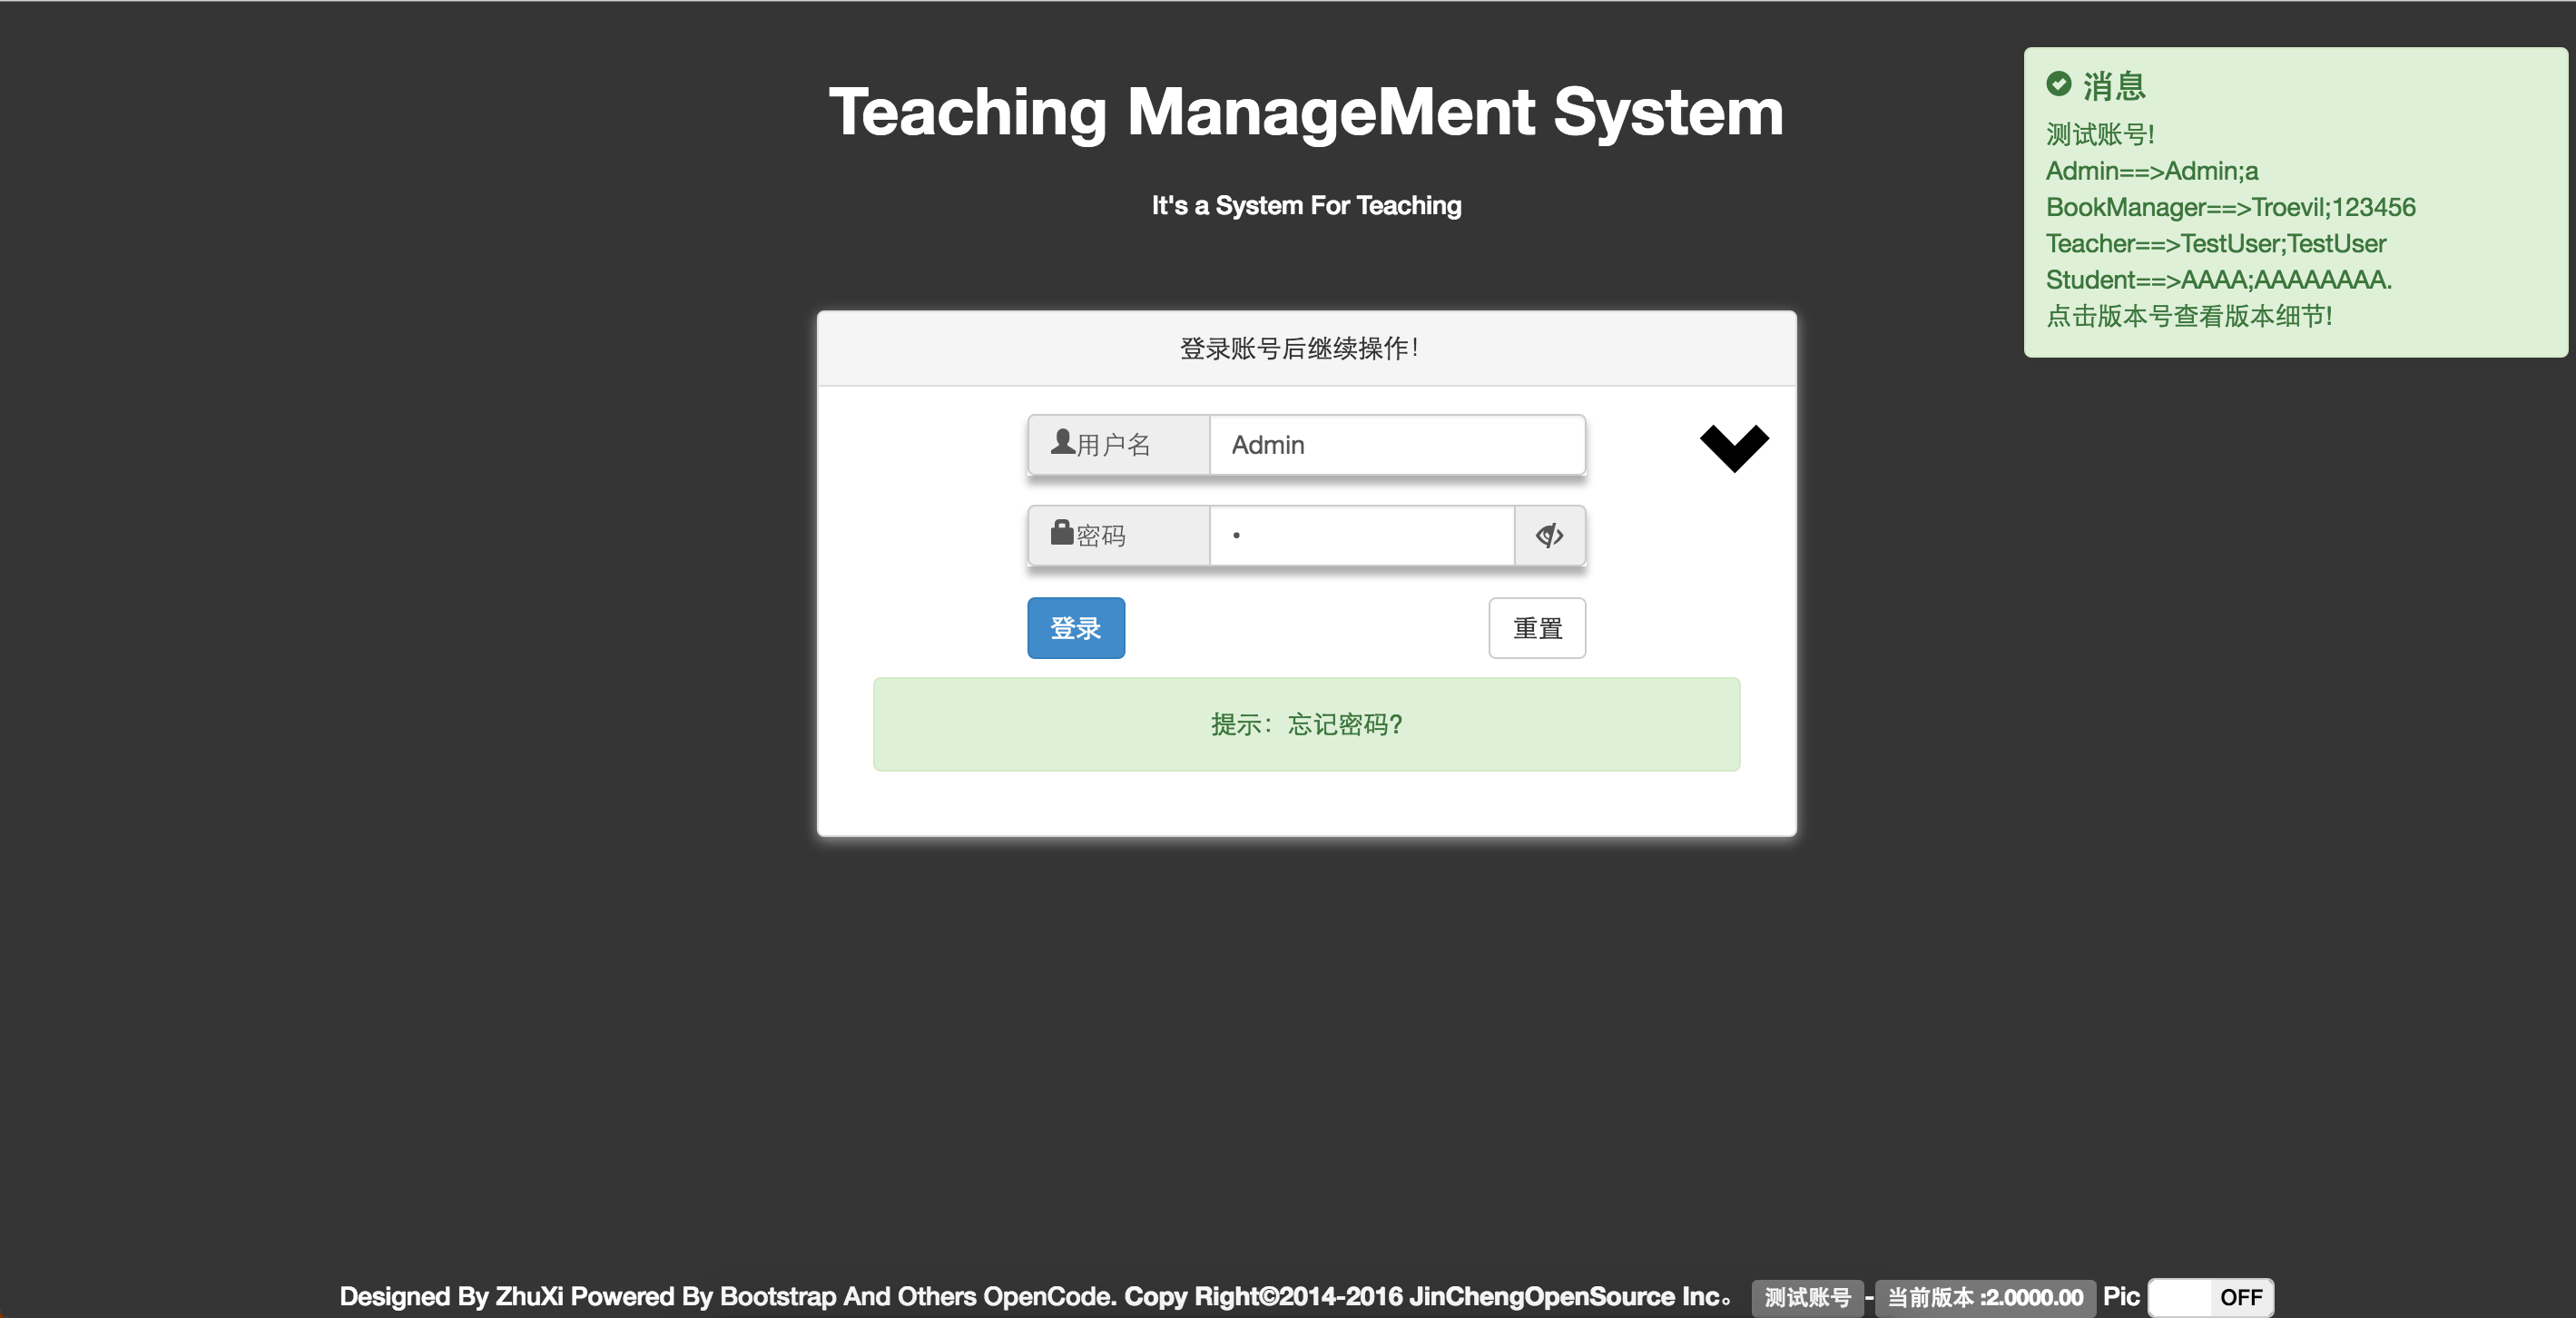 Teaching ManageMent System
It's a System For Teaching
消息
测试账号!
Admin==>Admin;a
BookManager==>Troevil;123456
Teacher==>TestUser;TestUser
Student==>AAAA;AAAAAAAA.
点击版本号查看版本细节!
登录账号后继续操作!
用户名 Admin
密码 •
登录 重置
提示：忘记密码?
Designed By ZhuXi Powered By Bootstrap And Others OpenCode. Copy Right©2014-2016 JinChengOpenSource Inc。 测试账号 - 当前版本 :2.0000.00 Pic OFF